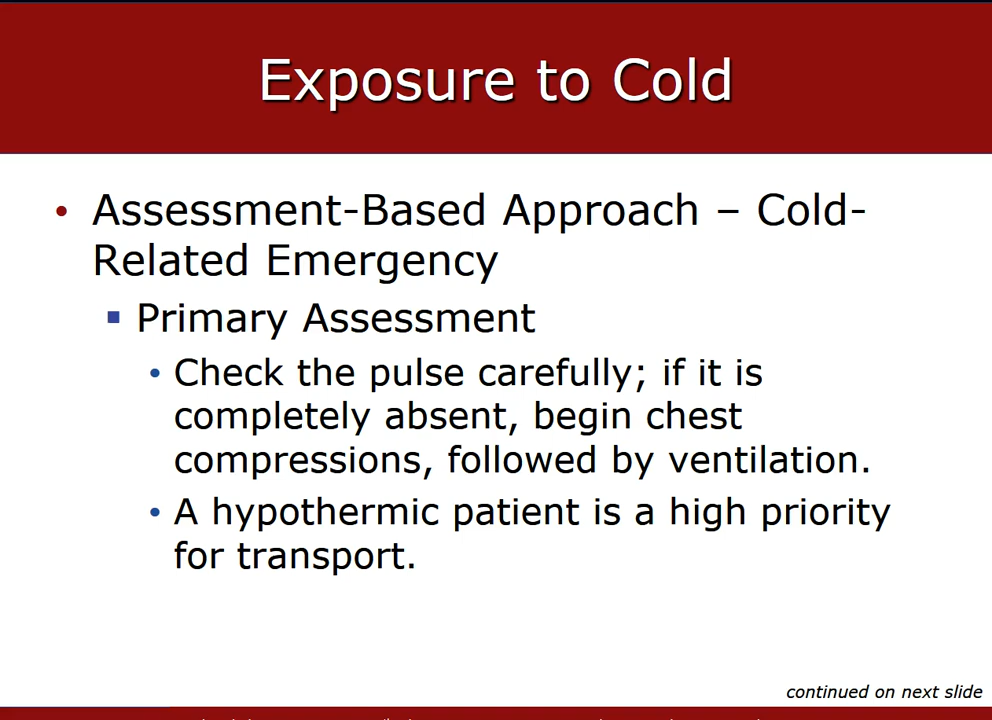 Exposure to Cold
• Assessment-Based Approach – Cold-
Related Emergency
▪ Primary Assessment
• Check the pulse carefully; if it is
completely absent, begin chest
compressions, followed by ventilation.
• A hypothermic patient is a high priority
for transport.
continued on next slide